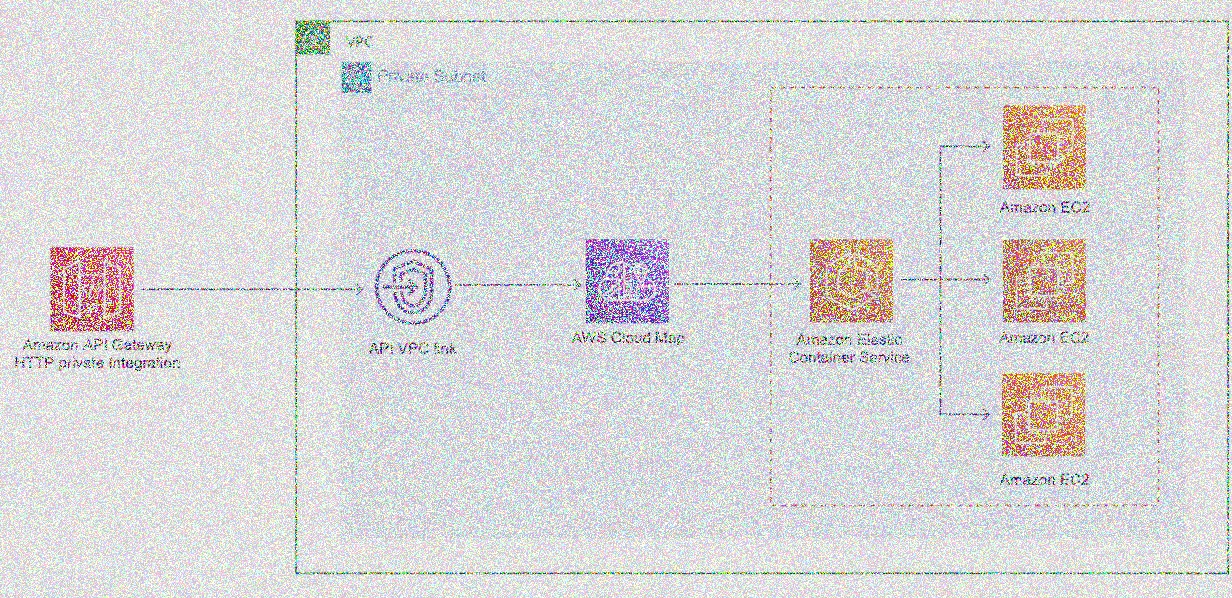 VPC
Private Subnet
Amazon EC2
Amazon API Gateway
HTTP private integration
API VPC link
AWS Cloud Map
Amazon Elastic
Container Service
Amazon EC2
Amazon EC2